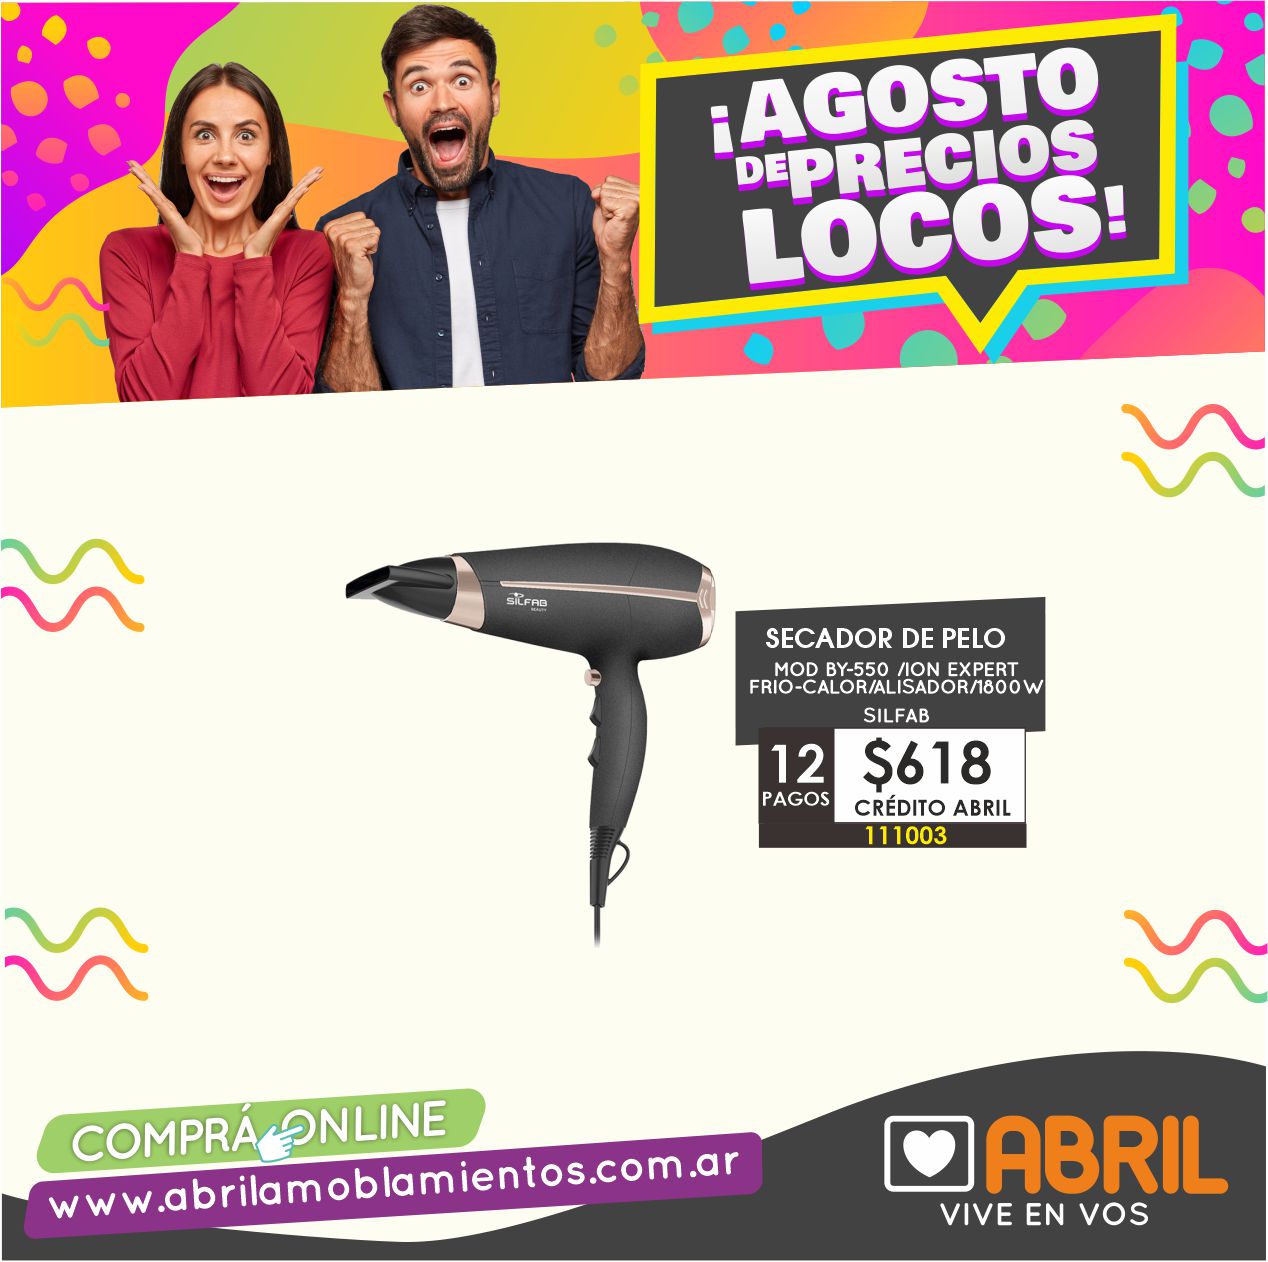 ¡AGOSTO
DE PRECIOS
LOCOS!
SILFAB
BEAUTY
SECADOR DE PELO
MOD BY-550 /ION EXPERT
FRIO-CALOR/ALISADOR/1800W
SILFAB
12
PAGOS
$618
CRÉDITO ABRIL
111003
COMPRÁ ONLINE
www.abrilamoblamientos.com.ar
ABRIL
VIVE EN VOS